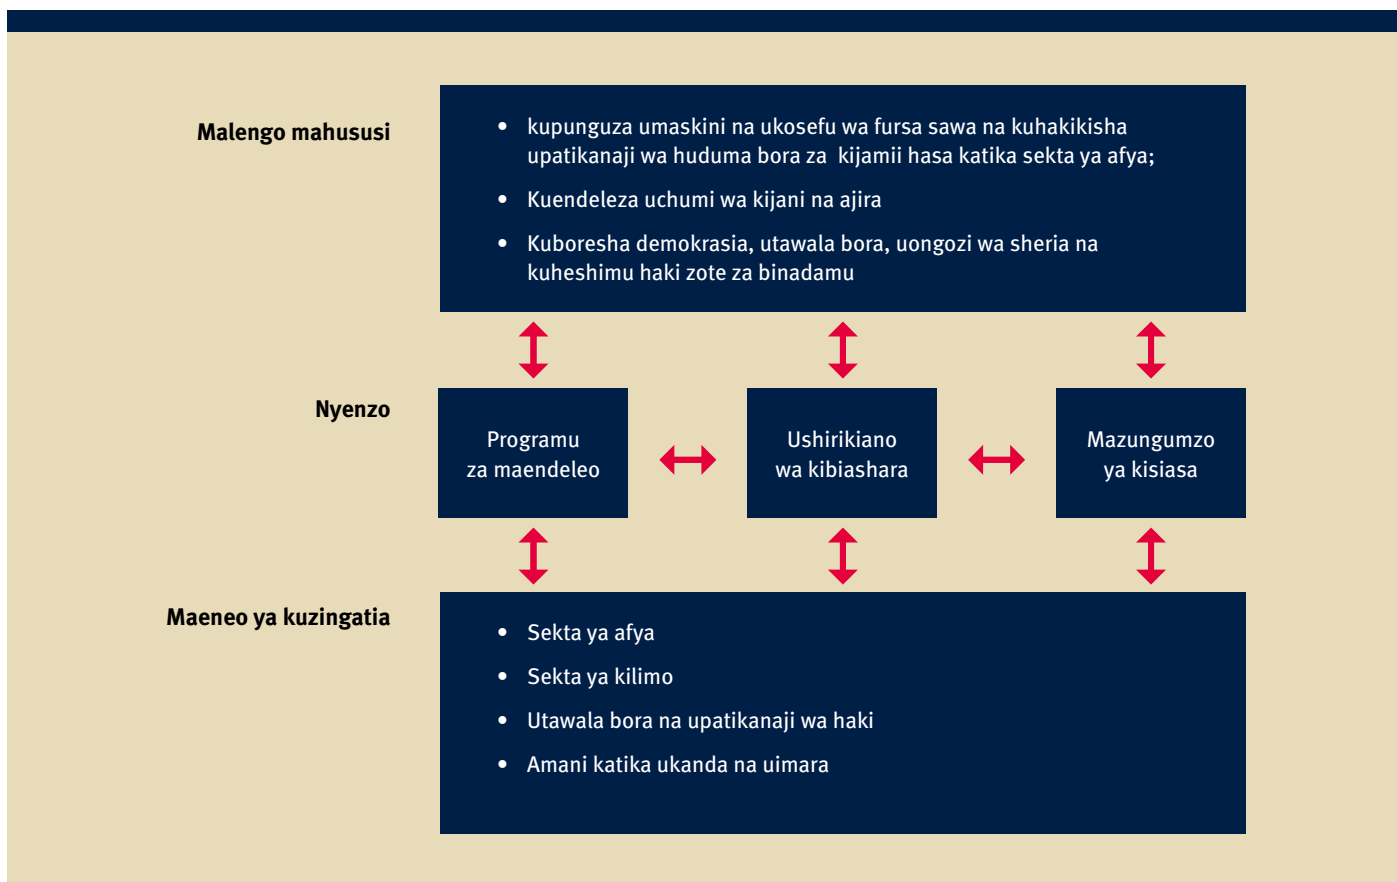 Malengo mahususi
• kupunguza umaskini na ukosefu wa fursa sawa na kuhakikisha
upatikanaji wa huduma bora za kijamii hasa katika sekta ya afya;
• Kuendeleza uchumi wa kijani na ajira
• Kuboresha demokrasia, utawala bora, uongozi wa sheria na
kuheshimu haki zote za binadamu
Nyenzo
Programu
za maendeleo
Ushirikiano
wa kibiashara
Mazungumzo
ya kisiasa
Maeneo ya kuzingatia
• Sekta ya afya
• Sekta ya kilimo
• Utawala bora na upatikanaji wa haki
• Amani katika ukanda na uimara